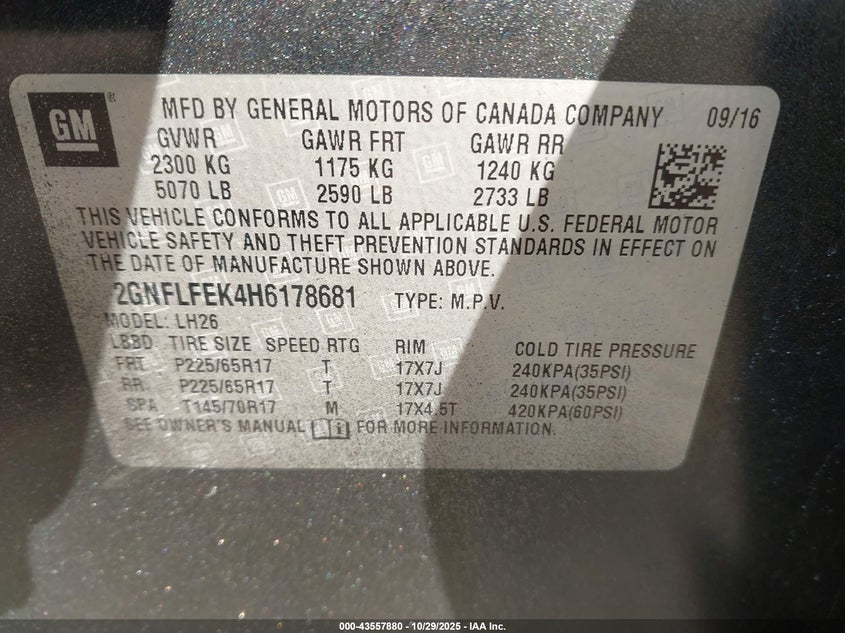 GM ® MFD BY GENERAL MOTORS OF CANADA COMPANY 09/16
GVWR GAWR FRT GAWR RR
2300 KG 1175 KG 1240 KG
5070 LB 2590 LB 2733 LB
THIS VEHICLE CONFORMS TO ALL APPLICABLE U.S. FEDERAL MOTOR
VEHICLE SAFETY AND THEFT PREVENTION STANDARDS IN EFFECT ON
THE DATE OF MANUFACTURE SHOWN ABOVE.
2GNFLFEK4H6178681 TYPE: M.P.V.
MODEL: LH26
LBBD TIRE SIZE SPEED RTG RIM COLD TIRE PRESSURE
FRT P225/65R17 T 17X7J 240KPA(35PSI)
RR P225/65R17 T 17X7J 240KPA(35PSI)
SPA T145/70R17 M 17X4.5T 420KPA(60PSI)
SEE OWNER'S MANUAL FOR MORE INFORMATION.
000-43557880 - 10/29/2025 - IAA Inc.